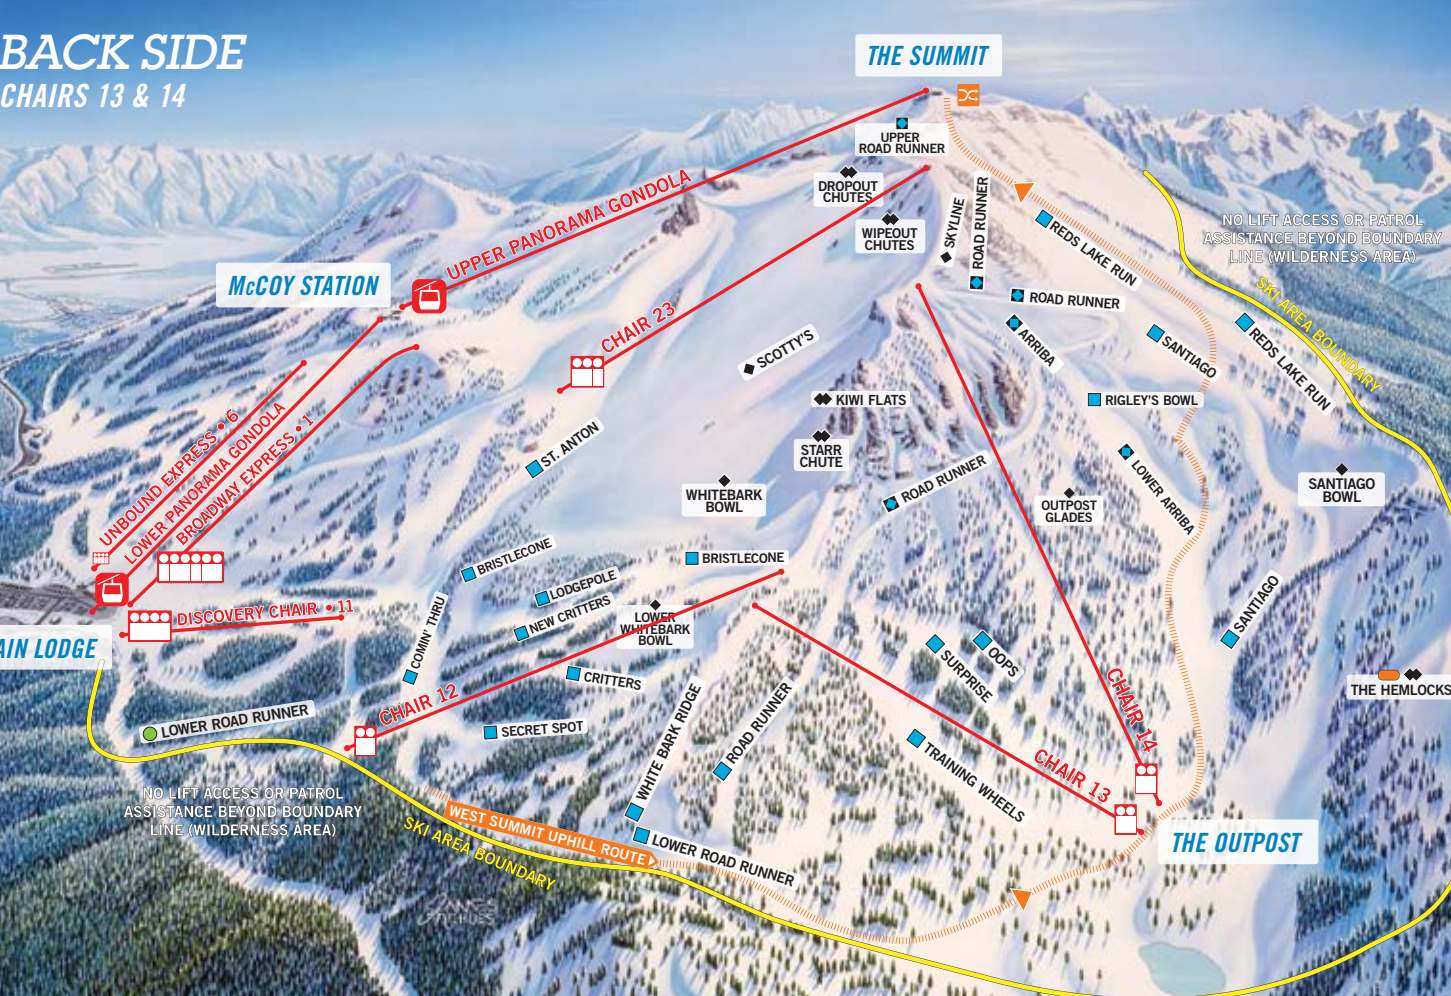 BACK SIDE
CHAIRS 13 & 14
THE SUMMIT
UPPER
ROAD RUNNER
DROPOUT
CHUTES
WIPEOUT
CHUTES
SKYLINE
ROAD RUNNER
REDS LAKE RUN
NO LIFT ACCESS OR PATROL
ASSISTANCE BEYOND BOUNDARY
LINE (WILDERNESS AREA)
SKI AREA BOUNDARY
UPPER PANORAMA GONDOLA
McCOY STATION
CHAIR 23
ROAD RUNNER
ARRIBA
SANTIAGO
REDS LAKE RUN
SCOTTY'S
KIWI FLATS
RIGLEY'S BOWL
UNBOUND EXPRESS • 6
LOWER PANORAMA GONDOLA
BROADWAY EXPRESS • 1
ST. ANTON
STARR
CHUTE
ROAD RUNNER
LOWER ARRIBA
SANTIAGO
BOWL
WHITEBARK
BOWL
OUTPOST
GLADES
BRISTLECONE
BRISTLECONE
LODGEPOLE
NEW CRITTERS
LOWER
WHITEBARK
BOWL
DISCOVERY CHAIR • 11
AIN LODGE
COMIN' THRU
CRITTERS
SURPRISE
OOPS
SANTIAGO
THE HEMLOCKS
CHAIR 12
CHAIR 14
LOWER ROAD RUNNER
SECRET SPOT
WHITE BARK RIDGE
ROAD RUNNER
TRAINING WHEELS
CHAIR 13
NO LIFT ACCESS OR PATROL
ASSISTANCE BEYOND BOUNDARY
LINE (WILDERNESS AREA)
WEST SUMMIT UPHILL ROUTE
SKI AREA BOUNDARY
LOWER ROAD RUNNER
THE OUTPOST